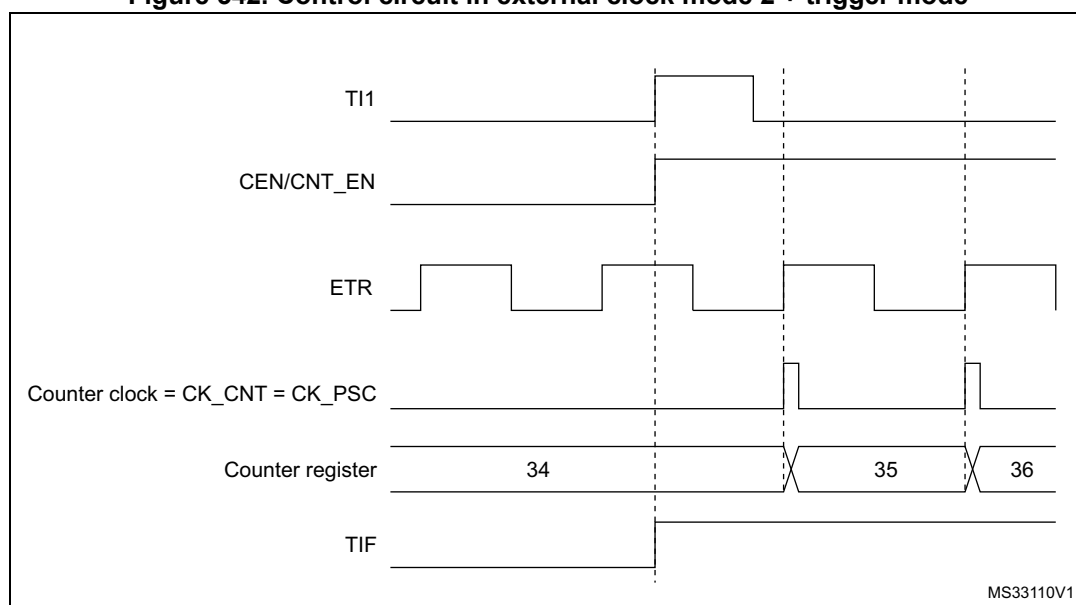 Figure 342. Control circuit in external clock mode 2 + trigger mode
TI1
CEN/CNT_EN
ETR
Counter clock = CK_CNT = CK_PSC
Counter register
34
35
36
TIF
MS33110V1